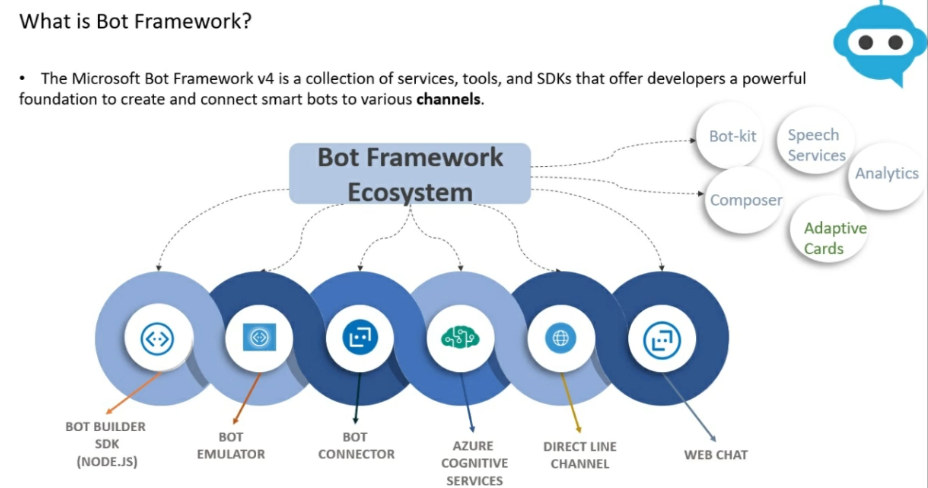 What is Bot Framework?
• The Microsoft Bot Framework v4 is a collection of services, tools, and SDKs that offer developers a powerful
foundation to create and connect smart bots to various channels.
Bot Framework
Ecosystem
Bot-kit
Speech
Services
Analytics
Composer
Adaptive
Cards
BOT BUILDER
SDK
(NODE.JS)
BOT
EMULATOR
BOT
CONNECTOR
AZURE
COGNITIVE
SERVICES
DIRECT LINE
CHANNEL
WEB CHAT